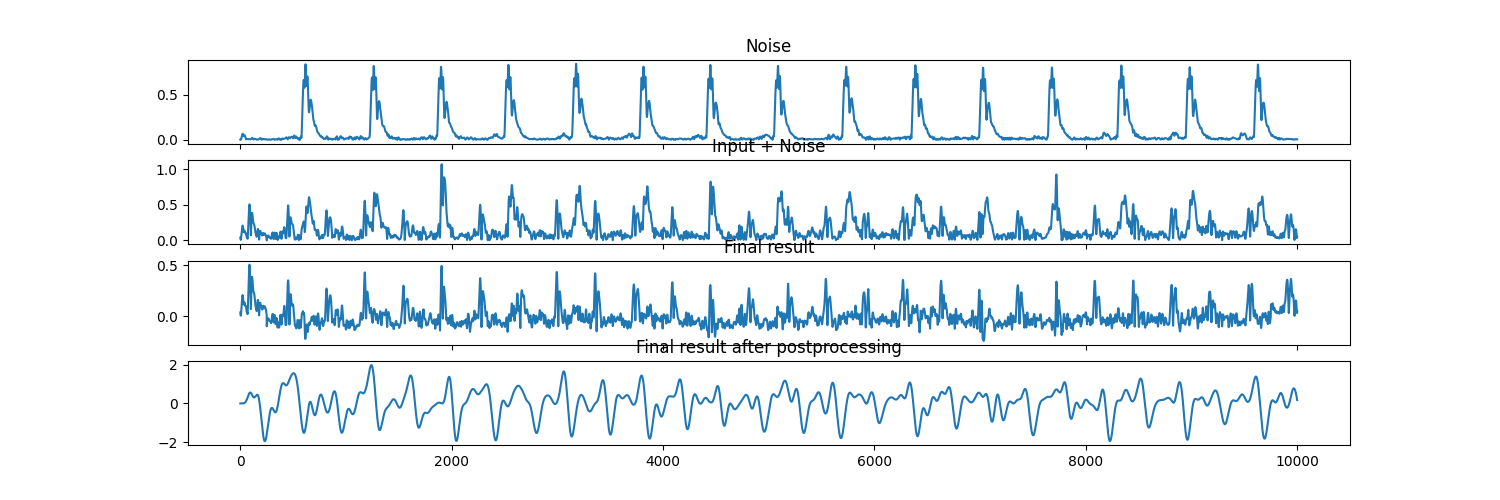 Noise
0.5
0.0
Input + Noise
1.0
0.5
0.0
Final result
0.5
0.0
Final result after postprocessing
2
0
−2
0 2000 4000 6000 8000 10000